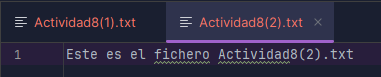 Actividad8(1).txt
Actividad8(2).txt
1 Este es el fichero Actividad8(2).txt